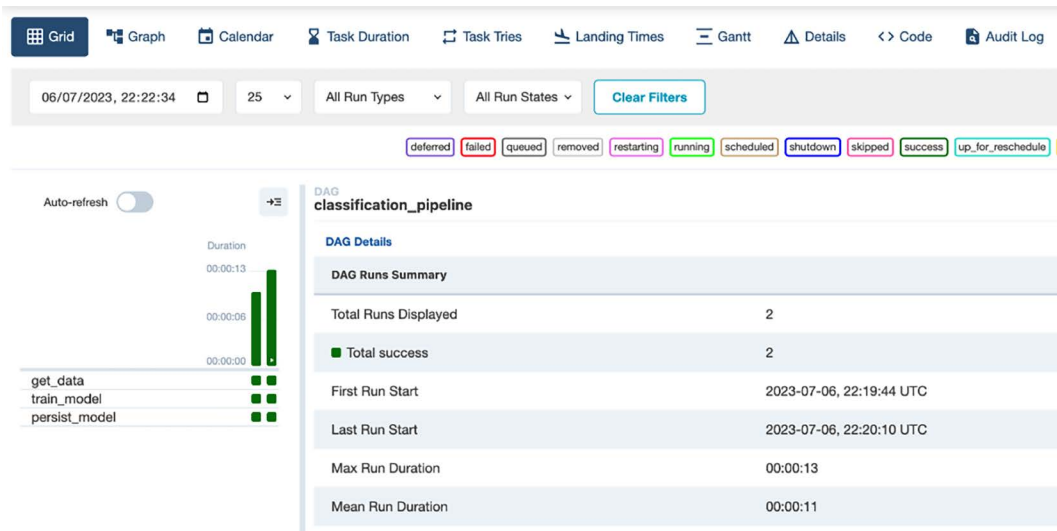 Grid Graph Calendar Task Duration Task Tries Landing Times Gantt Details <> Code Audit Log
06/07/2023, 22:22:34 25 All Run Types All Run States Clear Filters
deferred failed queued removed restarting running scheduled shutdown skipped success up_for_reschedule
Auto-refresh
Duration
00:00:13
00:00:06
00:00:00
get_data
train_model
persist_model
DAG
classification_pipeline
DAG Details
DAG Runs Summary
Total Runs Displayed 2
Total success 2
First Run Start 2023-07-06, 22:19:44 UTC
Last Run Start 2023-07-06, 22:20:10 UTC
Max Run Duration 00:00:13
Mean Run Duration 00:00:11